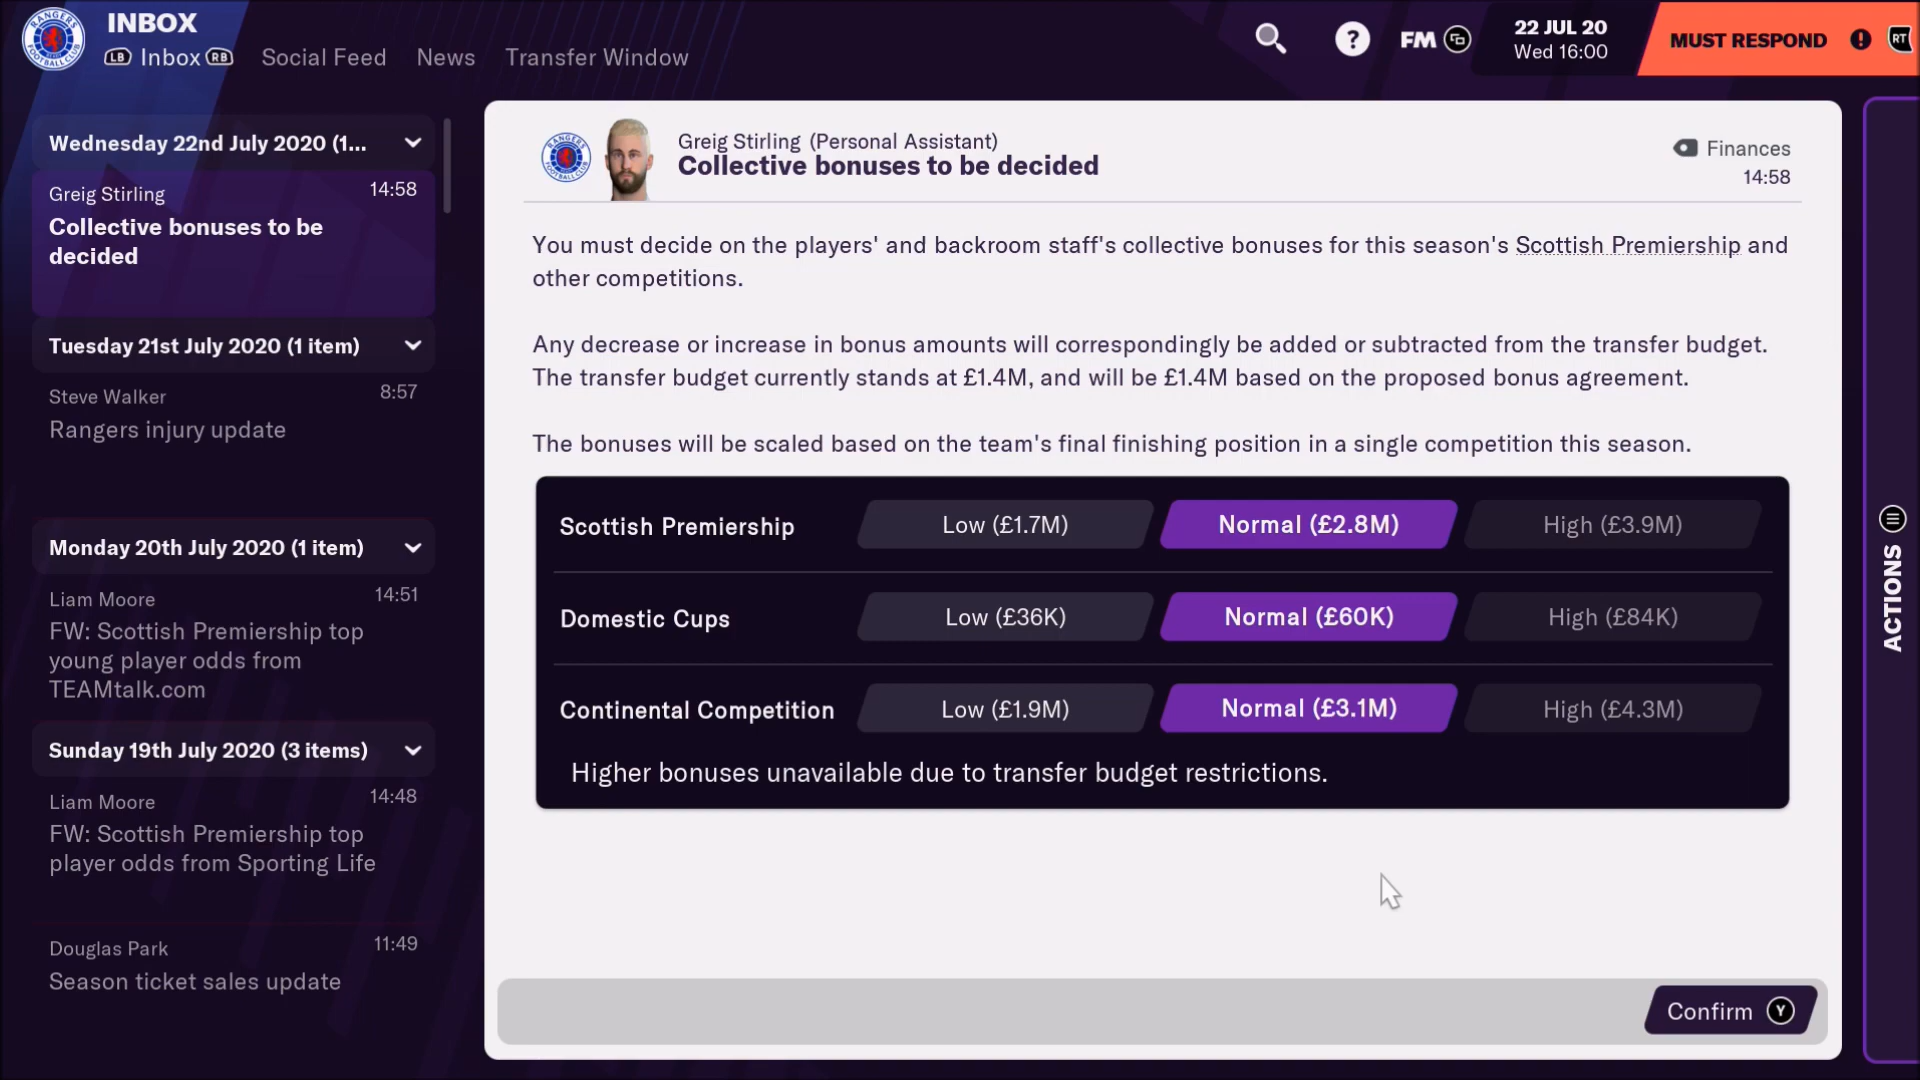 INBOX
LB Inbox RB
Social Feed
News
Transfer Window
FM
22 JUL 20
Wed 16:00
MUST RESPOND
RT
Wednesday 22nd July 2020 (1...
Greig Stirling
14:58
Collective bonuses to be
decided
Tuesday 21st July 2020 (1 item)
Steve Walker
8:57
Rangers injury update
Monday 20th July 2020 (1 item)
Liam Moore
14:51
FW: Scottish Premiership top
young player odds from
TEAMtalk.com
Sunday 19th July 2020 (3 items)
Liam Moore
14:48
FW: Scottish Premiership top
player odds from Sporting Life
Douglas Park
11:49
Season ticket sales update
Greig Stirling (Personal Assistant)
Collective bonuses to be decided
Finances
14:58
You must decide on the players' and backroom staff's collective bonuses for this season's Scottish Premiership and
other competitions.
Any decrease or increase in bonus amounts will correspondingly be added or subtracted from the transfer budget.
The transfer budget currently stands at £1.4M, and will be £1.4M based on the proposed bonus agreement.
The bonuses will be scaled based on the team's final finishing position in a single competition this season.
Scottish Premiership
Low (£1.7M)
Normal (£2.8M)
High (£3.9M)
Domestic Cups
Low (£36K)
Normal (£60K)
High (£84K)
Continental Competition
Low (£1.9M)
Normal (£3.1M)
High (£4.3M)
Higher bonuses unavailable due to transfer budget restrictions.
Confirm Y
ACTIONS
RANGERS
FOOTBALL CLUB